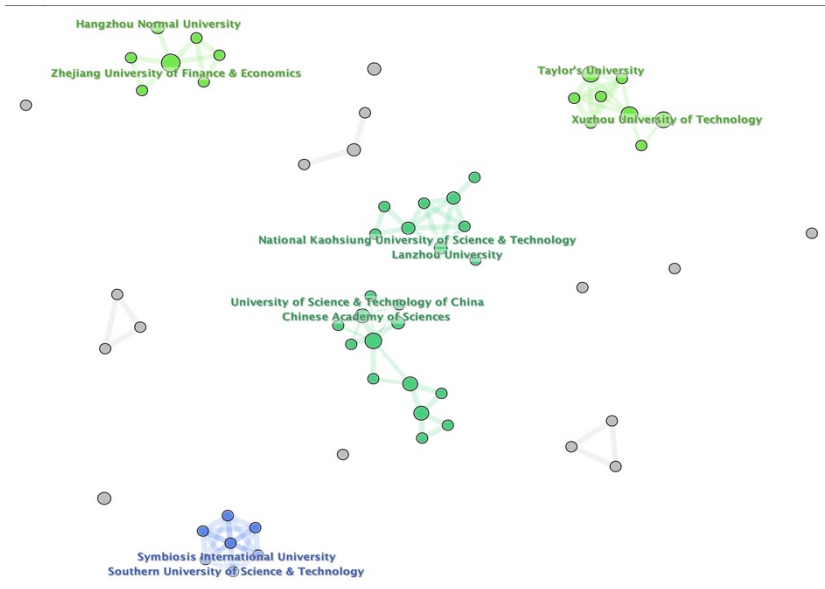 Hangzhou Normal University
Zhejiang University of Finance & Economics
Taylor's University
Xuzhou University of Technology
National Kaohsiung University of Science & Technology
Lanzhou University
University of Science & Technology of China
Chinese Academy of Sciences
Symbiosis International University
Southern University of Science & Technology